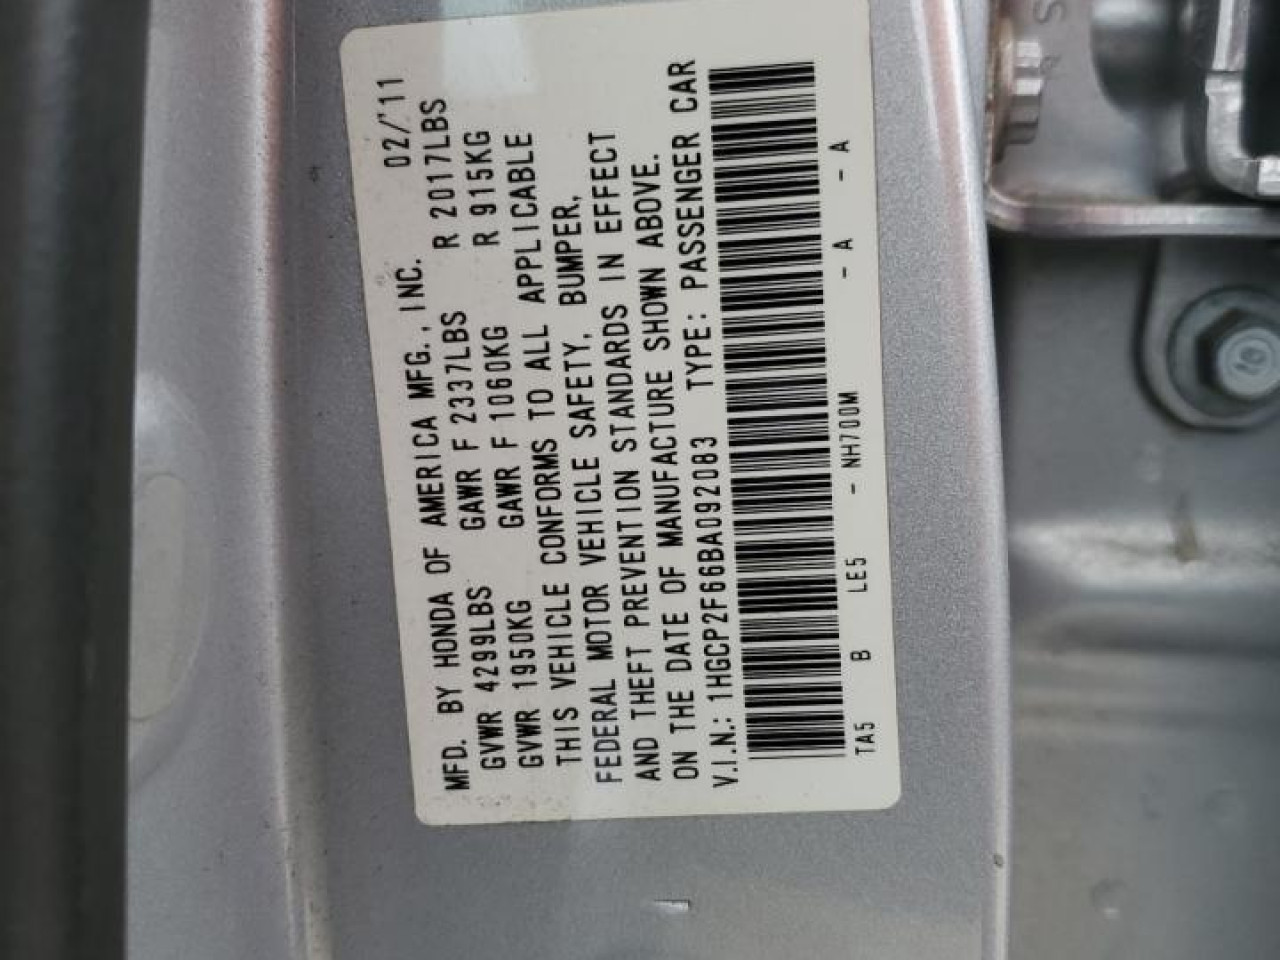 MFD. BY HONDA OF AMERICA MFG., INC. 02/'11
GVWR 4299LBS GAWR F 2337LBS R 2017LBS
GVWR 1950KG GAWR F 1060KG R 915KG
THIS VEHICLE CONFORMS TO ALL APPLICABLE
FEDERAL MOTOR VEHICLE SAFETY, BUMPER,
AND THEFT PREVENTION STANDARDS IN EFFECT
ON THE DATE OF MANUFACTURE SHOWN ABOVE.
V.I.N.: 1HGCP2F66BA092083 TYPE: PASSENGER CAR
TA5 B LE5 - NH700M - A - A